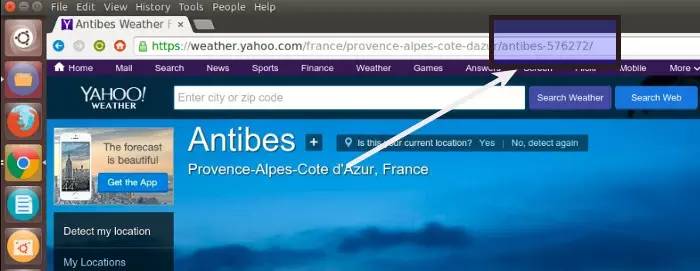 File Edit View History Bookmarks Tools People Help
Antibes Weather F
https://weather.yahoo.com/france/provence-alpes-cote-dazur/antibes-576272/
Home Mail Search News Sports Finance Weather Games Answers Screen Flickr Mobile More
YAHOO!
WEATHER
Enter city or zip code
Search Weather
Search Web
The forecast
is beautiful
Get the App
Antibes +
Is this your current location? Yes | No, detect again
Provence-Alpes-Cote d'Azur, France
Detect my location
My Locations